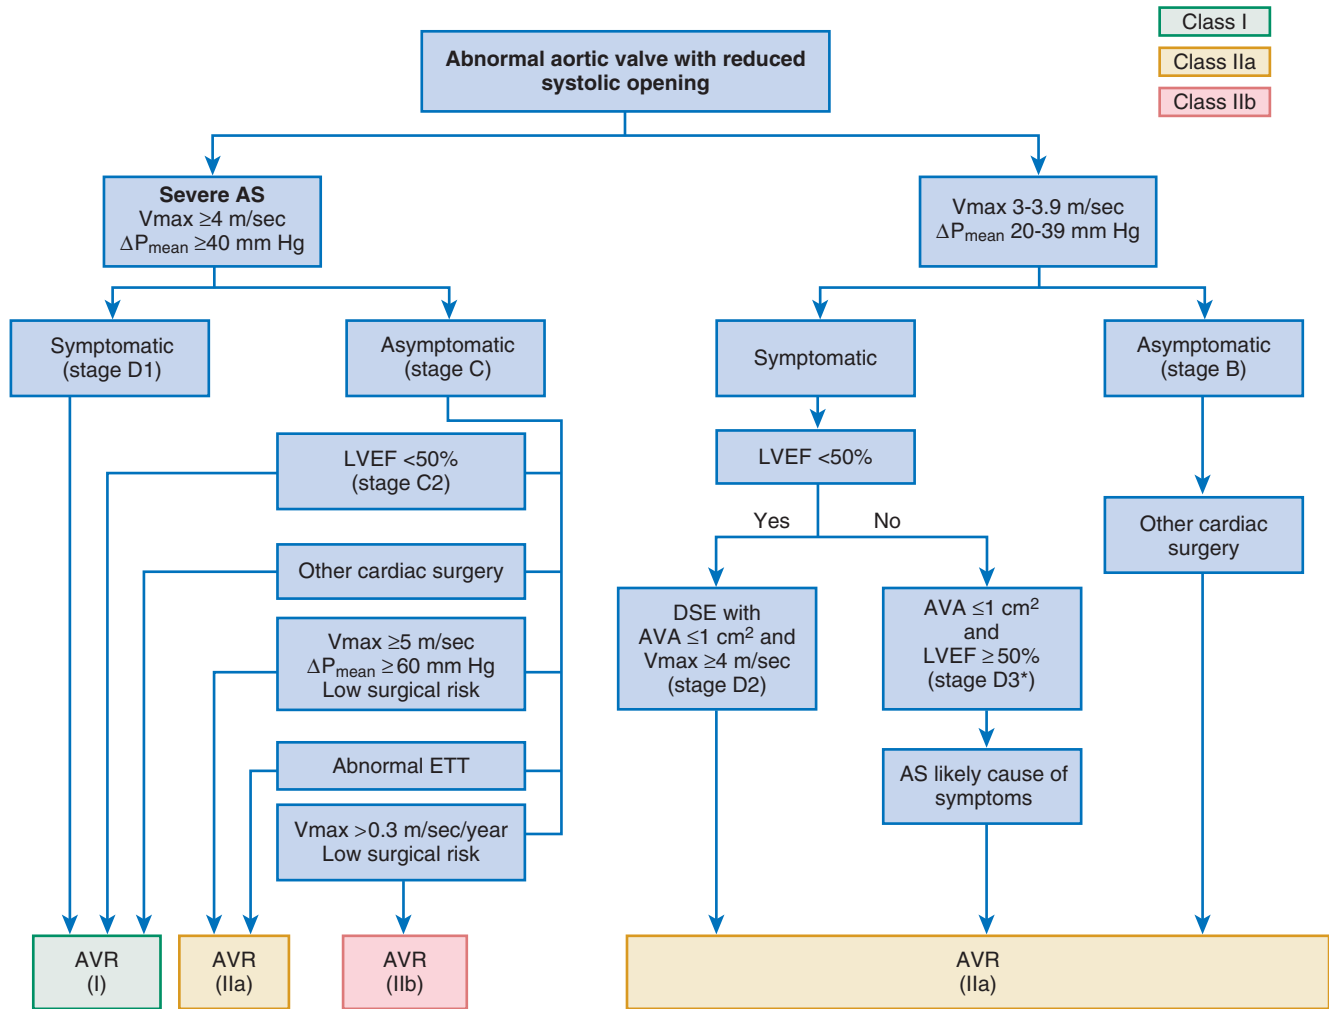 Class I
Class IIa
Class IIb
Abnormal aortic valve with reduced
systolic opening
Severe AS
Vmax ≥4 m/sec
ΔPmean ≥40 mm Hg
Vmax 3-3.9 m/sec
ΔPmean 20-39 mm Hg
Symptomatic
(stage D1)
Asymptomatic
(stage C)
Symptomatic
Asymptomatic
(stage B)
LVEF <50%
(stage C2)
LVEF <50%
Yes
No
Other cardiac
surgery
Other cardiac surgery
DSE with
AVA ≤1 cm²  and
Vmax ≥4 m/sec
(stage D2)
AVA ≤1 cm²
and
LVEF ≥ 50%
(stage D3*)
Vmax ≥5 m/sec
ΔPmean ≥ 60 mm Hg
Low surgical risk
Abnormal ETT
AS likely cause of
symptoms
Vmax >0.3 m/sec/year
Low surgical risk
AVR
(I)
AVR
(IIa)
AVR
(IIb)
AVR
(IIa)